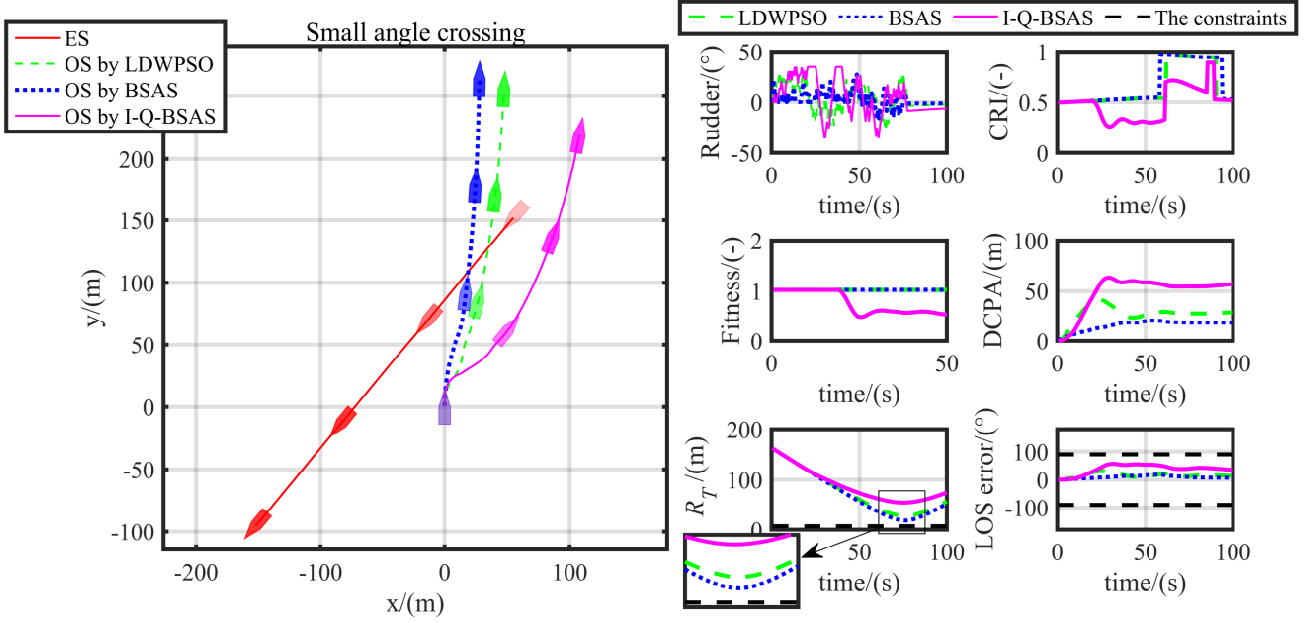 Small angle crossing
ES
OS by LDWPSO
OS by BSAS
OS by I-Q-BSAS
200
150
100
50
0
-50
-100
-200
-100
0
100
y/(m)
x/(m)
LDWPSO
BSAS
I-Q-BSAS
The constraints
Rudder/(°)
50
0
-50
0
50
100
time/(s)
CRI/(-)
1
0.5
0
0
50
100
time/(s)
Fitness/(-)
2
1
0
0
50
time/(s)
DCPA/(m)
100
50
0
0
50
100
time/(s)
R_T /(m)
200
100
0
50
100
time/(s)
LOS error/(°)
100
0
-100
0
50
100
time/(s)